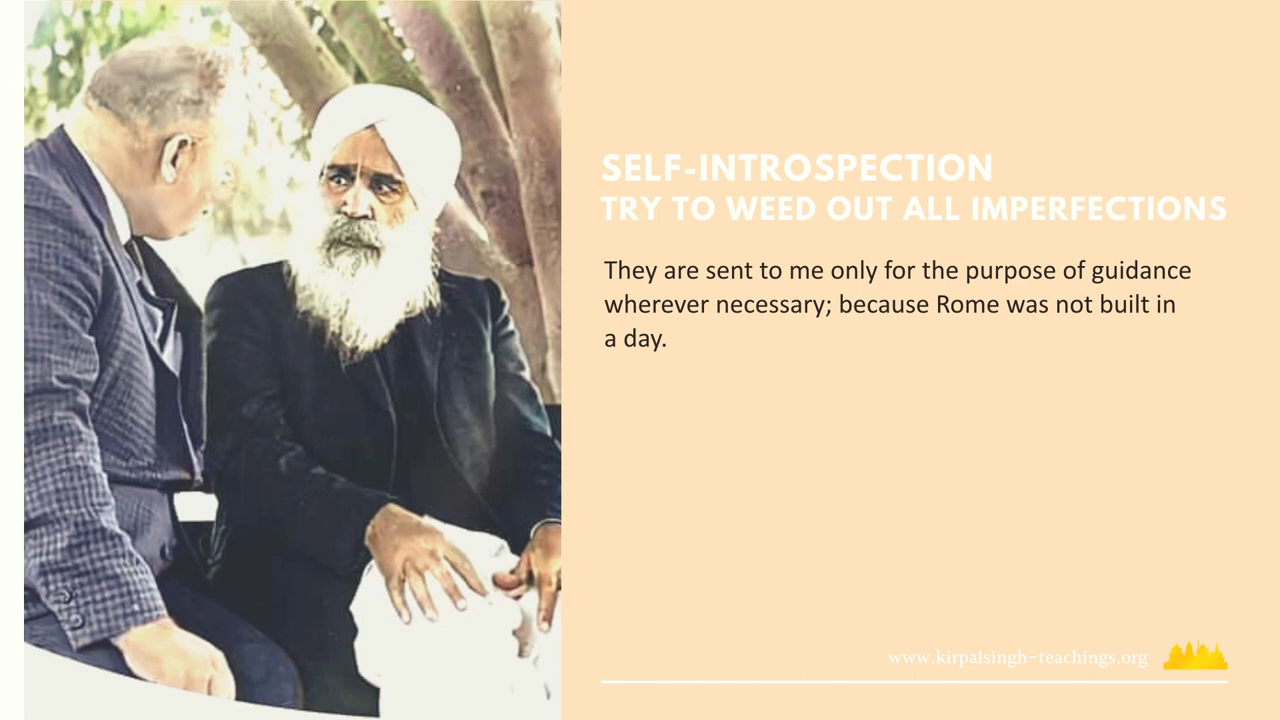 SELF-INTROSPECTION
TRY TO WEED OUT ALL IMPERFECTIONS
They are sent to me only for the purpose of guidance
wherever necessary; because Rome was not built in
a day.
www.kirpalsingh-teachings.org